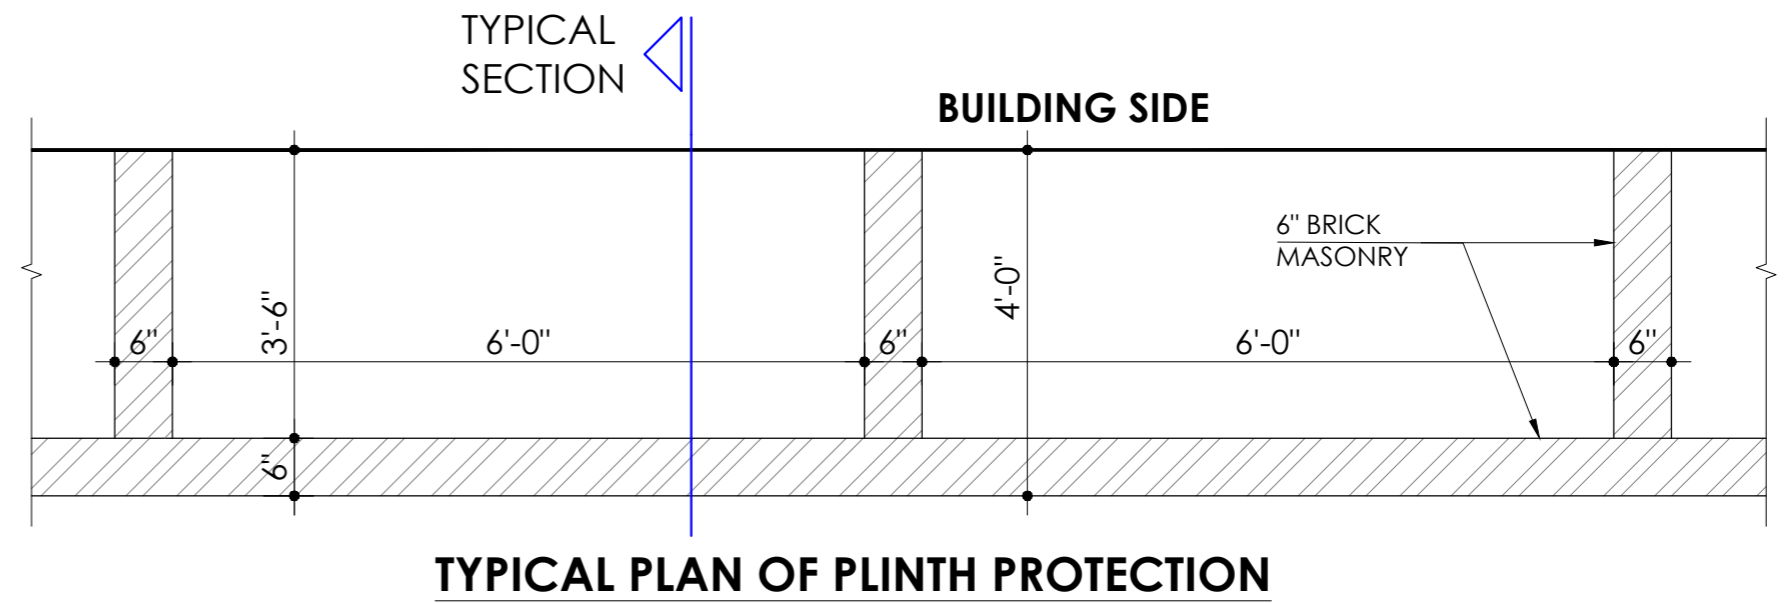 TYPICAL
SECTION
BUILDING SIDE
6" BRICK
MASONRY
3'-6"
4'-0"
6"
6'-0"
6"
6'-0"
6"
6"
TYPICAL PLAN OF PLINTH PROTECTION